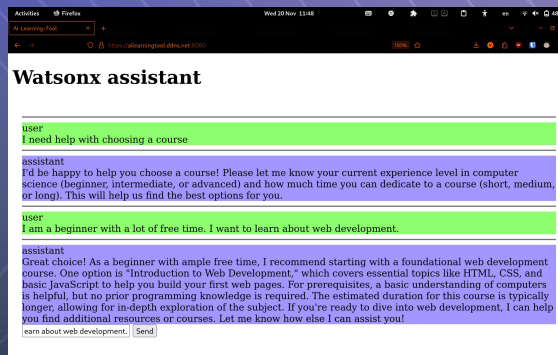 Activities Firefox Wed 20 Nov 11:48 en 48
AI-Learning-Tool × +
https://ailearningtool.ddns.net:8080 150%
Watsonx assistant
user
I need help with choosing a course
assistant
I'd be happy to help you choose a course! Please let me know your current experience level in computer
science (beginner, intermediate, or advanced) and how much time you can dedicate to a course (short, medium,
or long). This will help us find the best options for you.
user
I am a beginner with a lot of free time. I want to learn about web development.
assistant
Great choice! As a beginner with ample free time, I recommend starting with a foundational web development
course. One option is "Introduction to Web Development," which covers essential topics like HTML, CSS, and
basic JavaScript to help you build your first web pages. For prerequisites, a basic understanding of computers
is helpful, but no prior programming knowledge is required. The estimated duration for this course is typically
longer, allowing for in-depth exploration of the subject. If you're ready to dive into web development, I can help
you find additional resources or courses. Let me know how else I can assist you!
earn about web development. Send